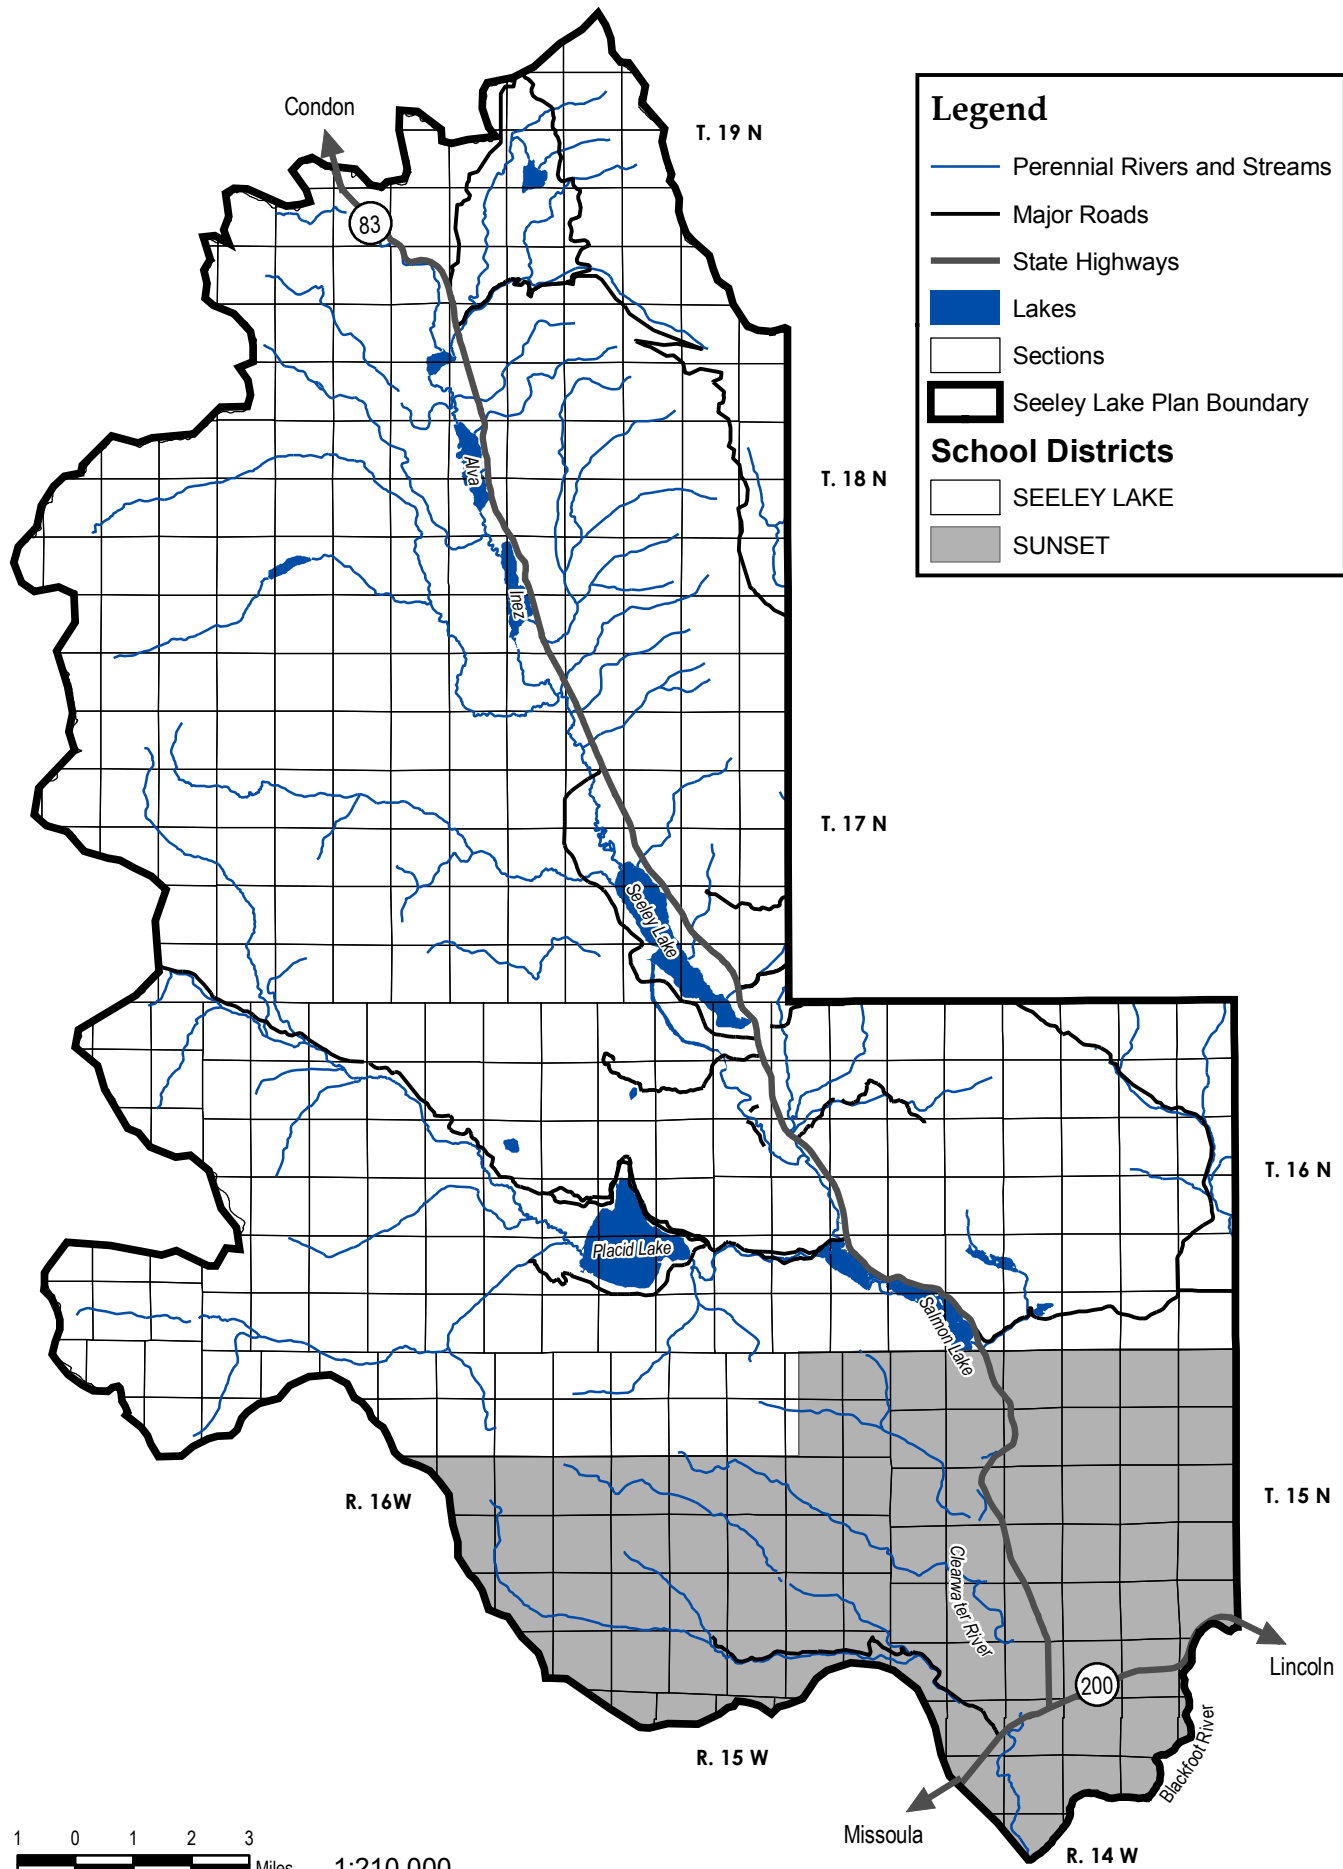 Condon
83
T. 19 N
Legend
Perennial Rivers and Streams
Major Roads
State Highways
Lakes
Sections
Seeley Lake Plan Boundary
School Districts
SEELEY LAKE
SUNSET
Alva
T. 18 N
Inez
T. 17 N
Seeley Lake
T. 16 N
Placid Lake
Salmon Lake
R. 16W
T. 15 N
Clearwater River
Lincoln
200
Blackfoot River
R. 15 W
Missoula
R. 14 W
1 0 1 2 3
Miles
1:210,000